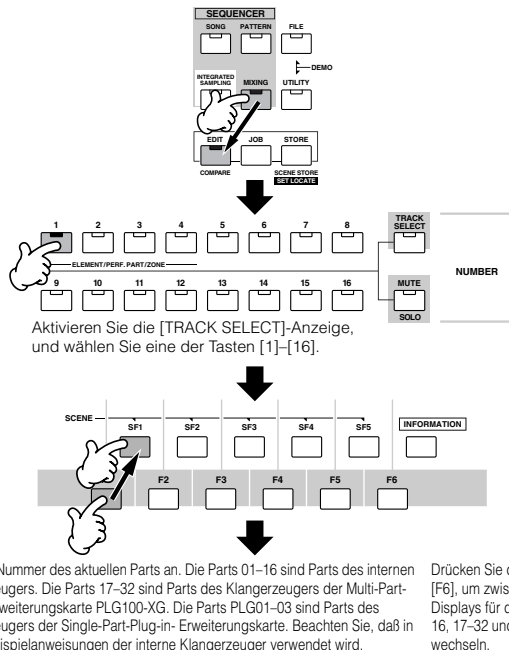 SEQUENCER
SONG PATTERN FILE
DEMO
INTEGRATED
SAMPLING MIXING UTILITY
EDIT JOB STORE
COMPARE SCENE STORE
SET LOCATE
1 2 3 4 5 6 7 8 TRACK
SELECT
ELEMENT/PERF. PART/ZONE
NUMBER
9 10 11 12 13 14 15 16 MUTE
SOLO
Aktivieren Sie die [TRACK SELECT]-Anzeige,
und wählen Sie eine der Tasten [1]–[16].
SCENE SF1 SF2 SF3 SF4 SF5 INFORMATION
F2 F3 F4 F5 F6
Nummer des aktuellen Parts an. Die Parts 01–16 sind Parts des internen
eugers. Die Parts 17–32 sind Parts des Klangerzeugers der Multi-Part-
weiterungskarte PLG100-XG. Die Parts PLG01–03 sind Parts des
eugers der Single-Part-Plug-in- Erweiterungskarte. Beachten Sie, daß in
ispielanweisungen der interne Klangerzeuger verwendet wird.
Drücken Sie
[F6], um zwis
Displays für d
16, 17–32 und
wechseln.